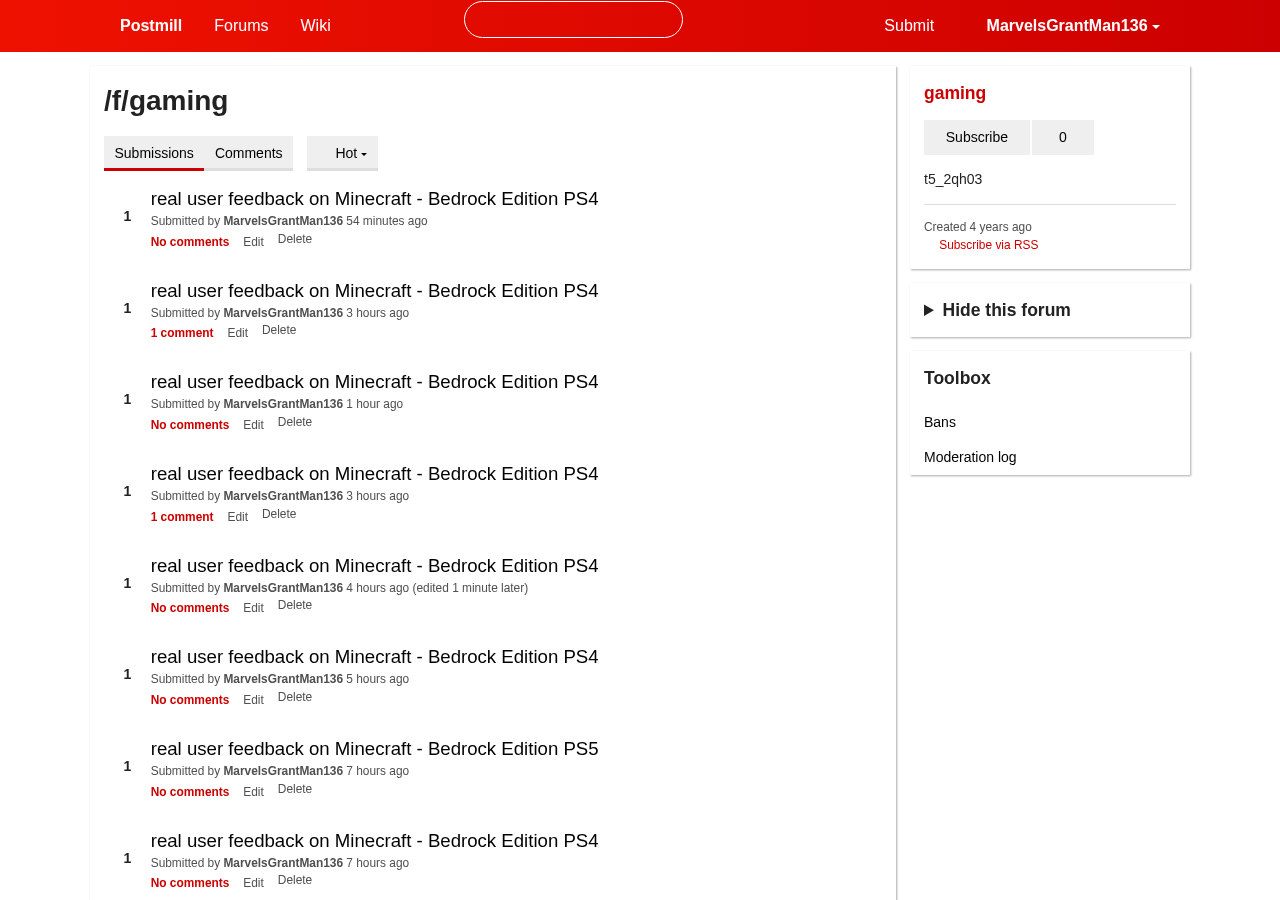 Postmill Forums Wiki Submit MarvelsGrantMan136
/f/gaming
Submissions Comments Hot
real user feedback on Minecraft - Bedrock Edition PS4
1
Submitted by MarvelsGrantMan136 54 minutes ago
No comments Edit Delete
real user feedback on Minecraft - Bedrock Edition PS4
1
Submitted by MarvelsGrantMan136 3 hours ago
1 comment Edit Delete
real user feedback on Minecraft - Bedrock Edition PS4
1
Submitted by MarvelsGrantMan136 1 hour ago
No comments Edit Delete
real user feedback on Minecraft - Bedrock Edition PS4
1
Submitted by MarvelsGrantMan136 3 hours ago
1 comment Edit Delete
real user feedback on Minecraft - Bedrock Edition PS4
1
Submitted by MarvelsGrantMan136 4 hours ago (edited 1 minute later)
No comments Edit Delete
real user feedback on Minecraft - Bedrock Edition PS4
1
Submitted by MarvelsGrantMan136 5 hours ago
No comments Edit Delete
real user feedback on Minecraft - Bedrock Edition PS5
1
Submitted by MarvelsGrantMan136 7 hours ago
No comments Edit Delete
real user feedback on Minecraft - Bedrock Edition PS4
1
Submitted by MarvelsGrantMan136 7 hours ago
No comments Edit Delete
gaming
Subscribe 0
t5_2qh03
Created 4 years ago
Subscribe via RSS
Hide this forum
Toolbox
Bans
Moderation log